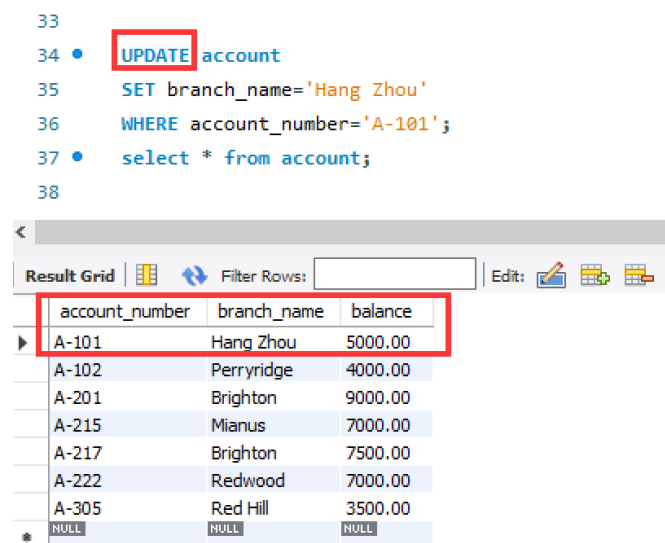 33
34 UPDATE account
35 SET branch_name='Hang Zhou'
36 WHERE account_number='A-101';
37 select * from account;
38
Result Grid Filter Rows: Edit:
account_number branch_name balance
A-101 Hang Zhou 5000.00
A-102 Perryridge 4000.00
A-201 Brighton 9000.00
A-215 Mianus 7000.00
A-217 Brighton 7500.00
A-222 Redwood 7000.00
A-305 Red Hill 3500.00
NULL NULL NULL